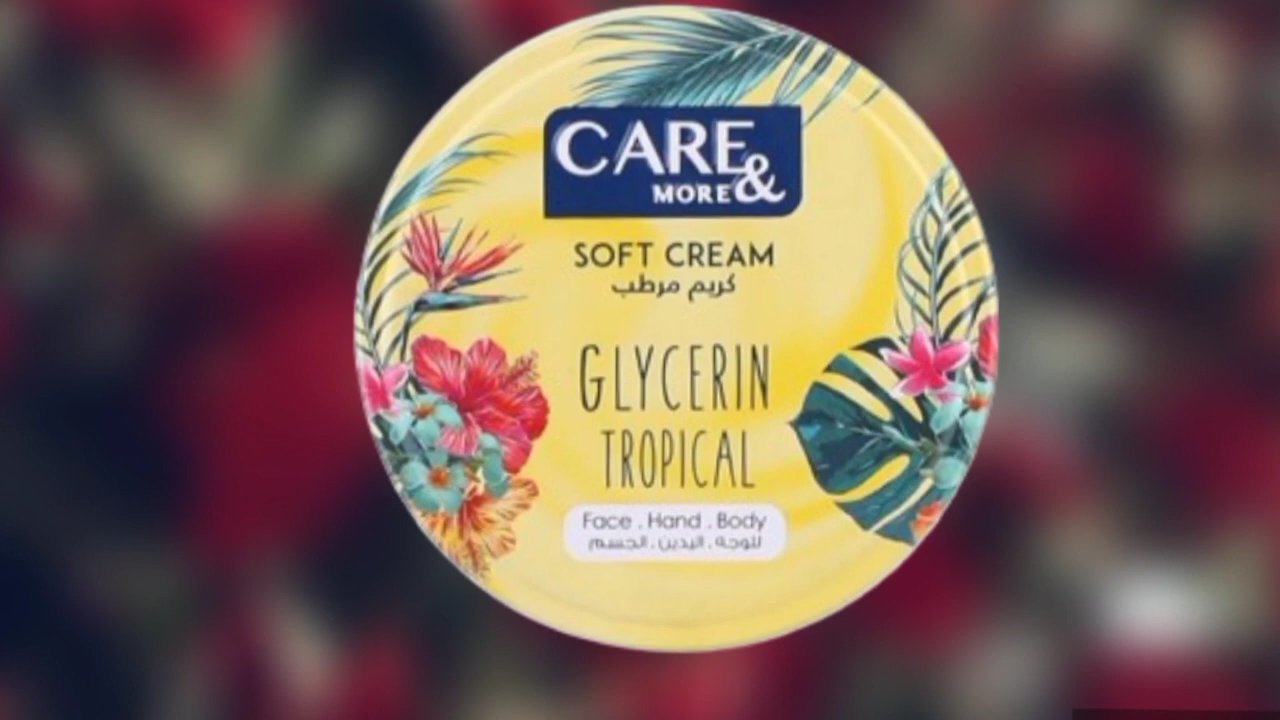 CARE &
MORE
SOFT CREAM
كريم مرطب
GLYCERIN
TROPICAL
Face . Hand . Body
للوجه . اليدين . الجسم